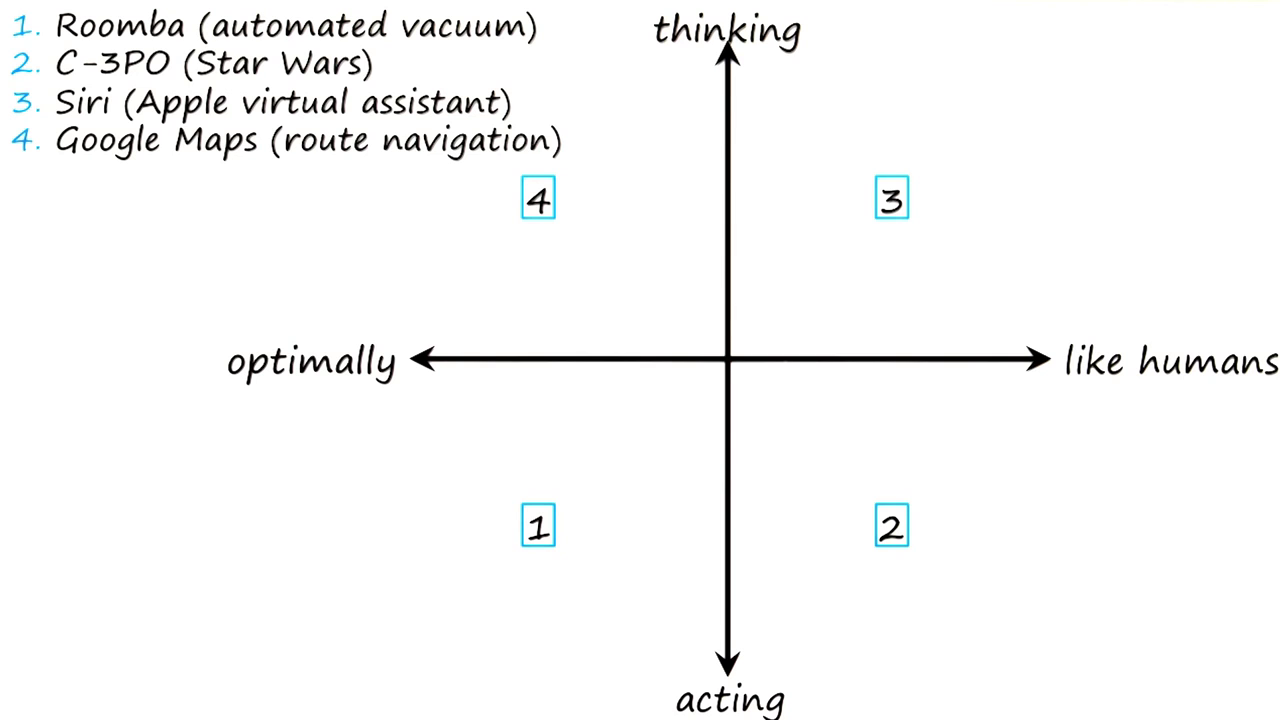 1. Roomba (automated vacuum)
2. C-3PO (Star Wars)
3. Siri (Apple virtual assistant)
4. Google Maps (route navigation)
thinking
4
3
optimally
like humans
1
2
acting